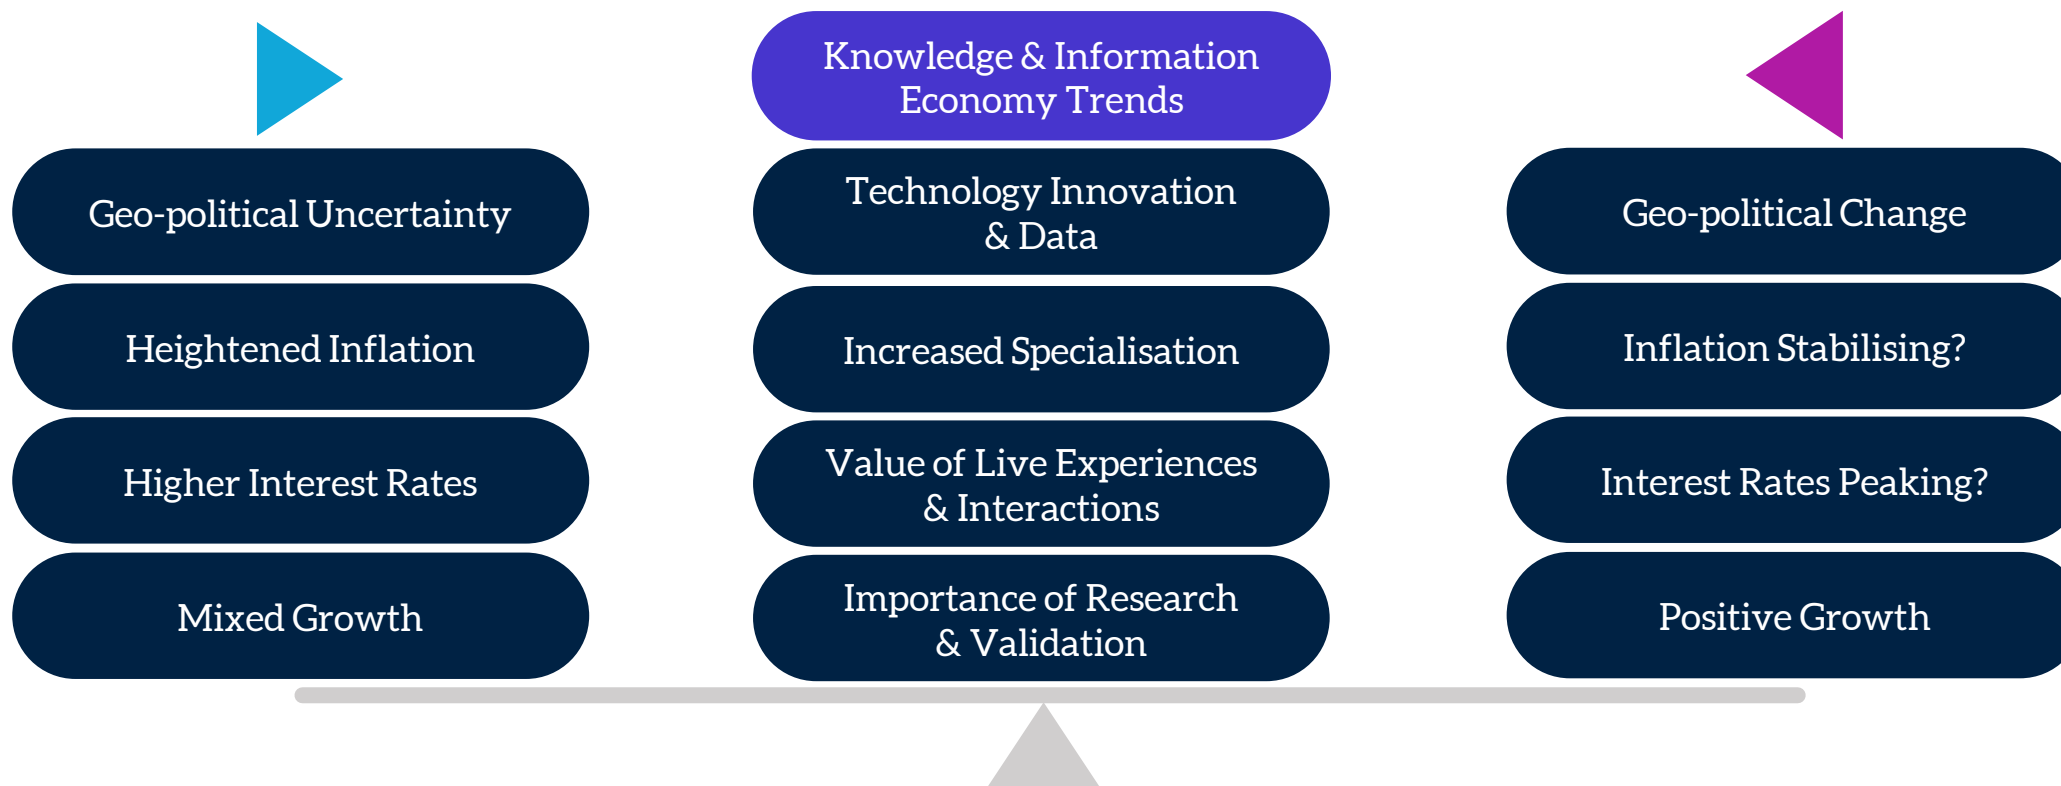 Knowledge & Information
Economy Trends
Geo-political Uncertainty
Heightened Inflation
Higher Interest Rates
Mixed Growth
Technology Innovation
& Data
Increased Specialisation
Value of Live Experiences
& Interactions
Importance of Research
& Validation
Geo-political Change
Inflation Stabilising?
Interest Rates Peaking?
Positive Growth